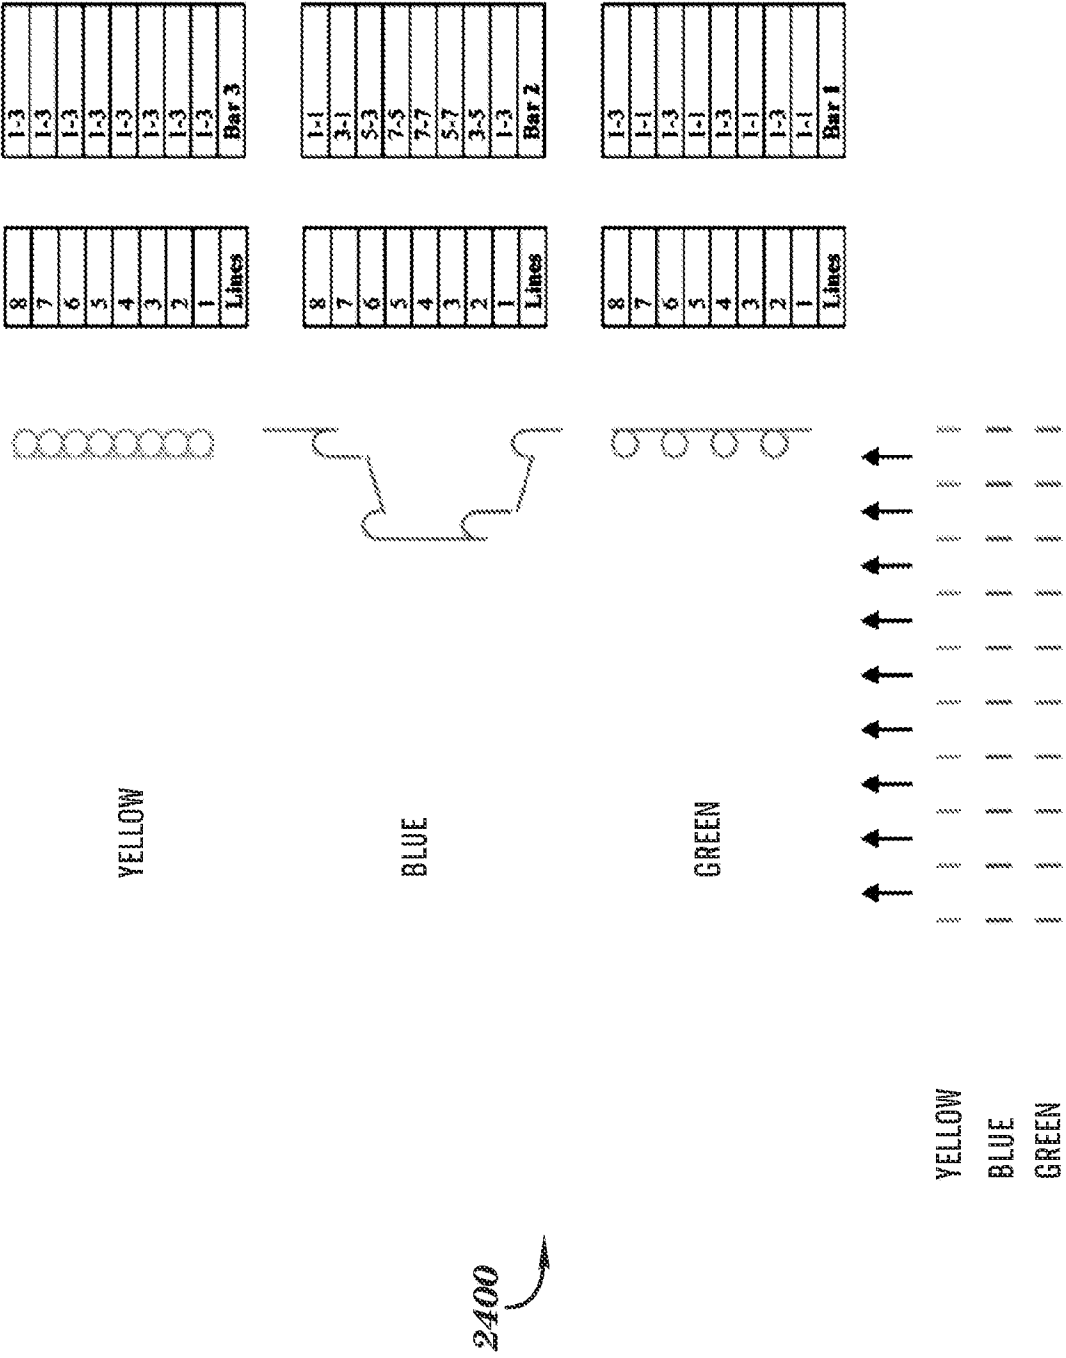 YELLOW
8 1-3
7 1-3
6 1-3
5 1-3
4 1-3
3 1-3
2 1-3
1 1-3
Lines Bar 3
2400
BLUE
8 1-1
7 3-1
6 5-3
5 7-5
4 7-7
3 5-7
2 3-5
1 1-3
Lines Bar 2
GREEN
8 1-3
7 1-1
6 1-3
5 1-1
4 1-3
3 1-1
2 1-3
1 1-1
Lines Bar 1
YELLOW
BLUE
GREEN